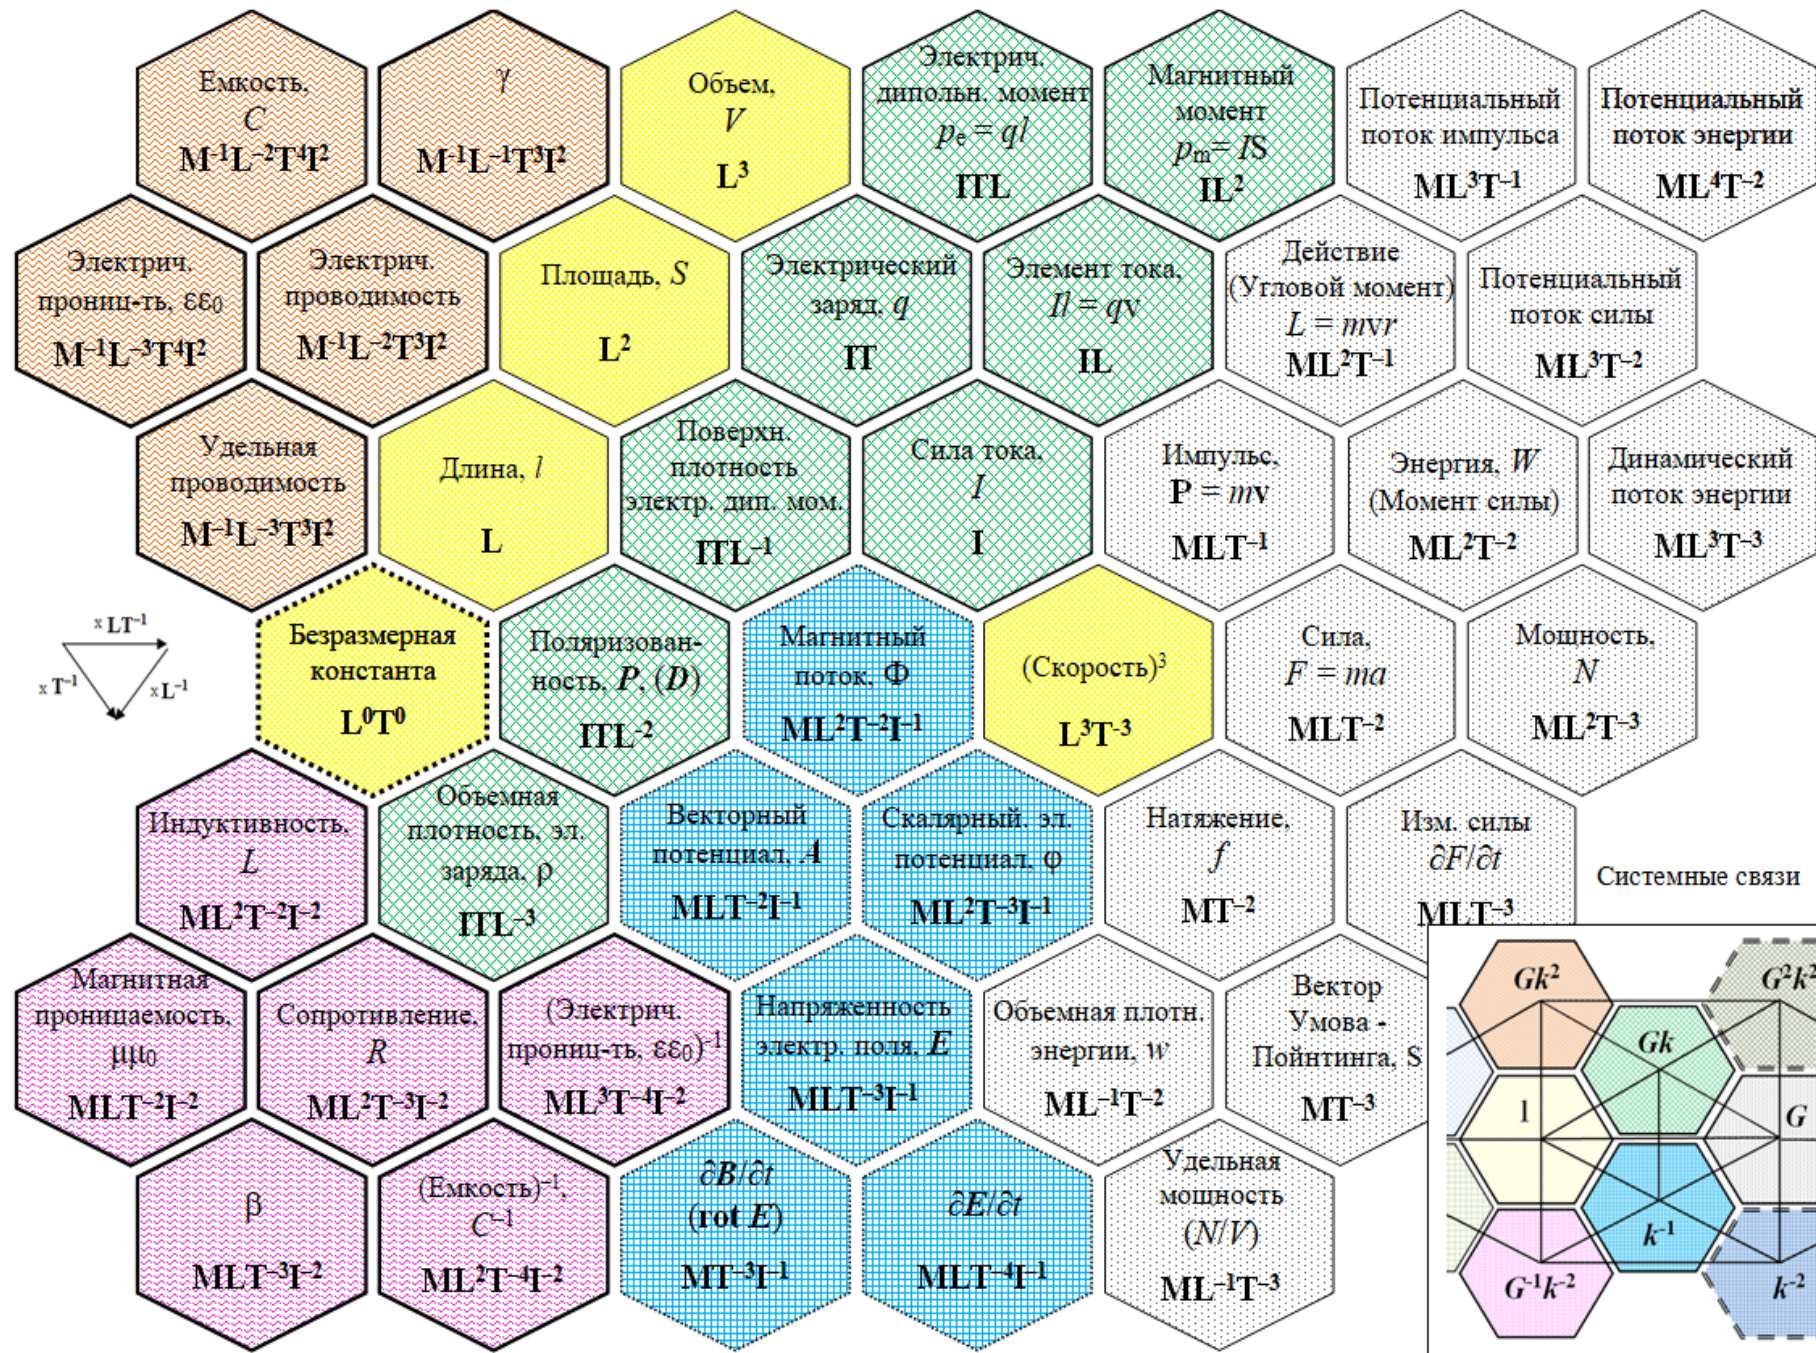 Емкость,
C
M⁻¹L⁻²T⁴I²
γ
M⁻¹L⁻¹T³I²
Объем,
V
L³
Электрич.
дипольн. момент
pₑ = ql
ITL
Магнитный
момент
pₘ= IS
IL²
Потенциальный
поток импульса
ML³T⁻¹
Потенциальный
поток энергии
ML⁴T⁻²
Электрич.
прониц-ть, εε₀
M⁻¹L⁻³T⁴I²
Электрич.
проводимость
M⁻¹L⁻²T³I²
Площадь, S
L²
Электрический
заряд, q
IT
Элемент тока,
Il = qv
IL
Действие
(Угловой момент)
L = mvr
ML²T⁻¹
Потенциальный
поток силы
ML³T⁻²
Удельная
проводимость
M⁻¹L⁻³T³I²
Длина, l
L
Поверхн.
плотность
электр. дип. мом.
ITL⁻¹
Сила тока,
I
I
Импульс,
P = mv
MLT⁻¹
Энергия, W
(Момент силы)
ML²T⁻²
Динамический
поток энергии
ML³T⁻³
x LT⁻¹
x T⁻¹
x L⁻¹
Безразмерная
константа
L⁰T⁰
Поляризован-
ность, P, (D)
ITL⁻²
Магнитный
поток, Φ
ML²T⁻²I⁻¹
(Скорость)³
L³T⁻³
Сила,
F = ma
MLT⁻²
Мощность,
N
ML²T⁻³
Индуктивность,
L
ML²T⁻²I⁻²
Объемная
плотность, эл.
заряда, ρ
ITL⁻³
Векторный
потенциал, A
MLT⁻²I⁻¹
Скалярный. эл.
потенциал, φ
ML²T⁻³I⁻¹
Натяжение,
f
MT⁻²
Изм. силы
∂F/∂t
MLT⁻³
Системные связи
Магнитная
проницаемость,
μμ₀
MLT⁻²I⁻²
Сопротивление,
R
ML²T⁻³I⁻²
(Электрич.
прониц-ть, εε₀)⁻¹
ML³T⁻⁴I⁻²
Напряженность
электр. поля, E
MLT⁻³I⁻¹
Объемная плотн.
энергии, w
ML⁻¹T⁻²
Вектор
Умова -
Пойнтинга, S
MT⁻³
β
MLT⁻³I⁻²
(Емкость)⁻¹,
C⁻¹
ML²T⁻⁴I⁻²
∂B/∂t
(rot E)
MT⁻³I⁻¹
∂E/∂t
MLT⁻⁴I⁻¹
Удельная
мощность
(N/V)
ML⁻¹T⁻³
Gk²
G²k²
Gk
1
G
k⁻¹
G⁻¹k⁻²
k⁻²